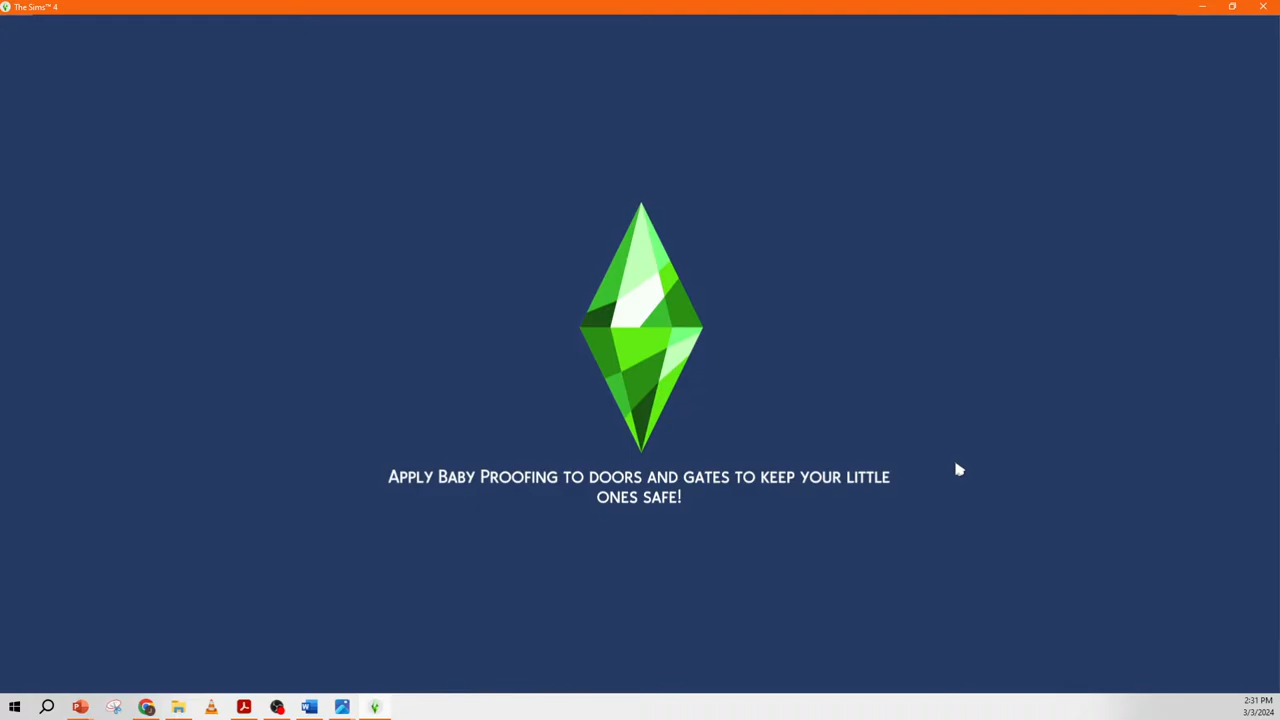 The Sims™ 4
Apply Baby Proofing to doors and gates to keep your little
ones safe!
2:31 PM
3/3/2024